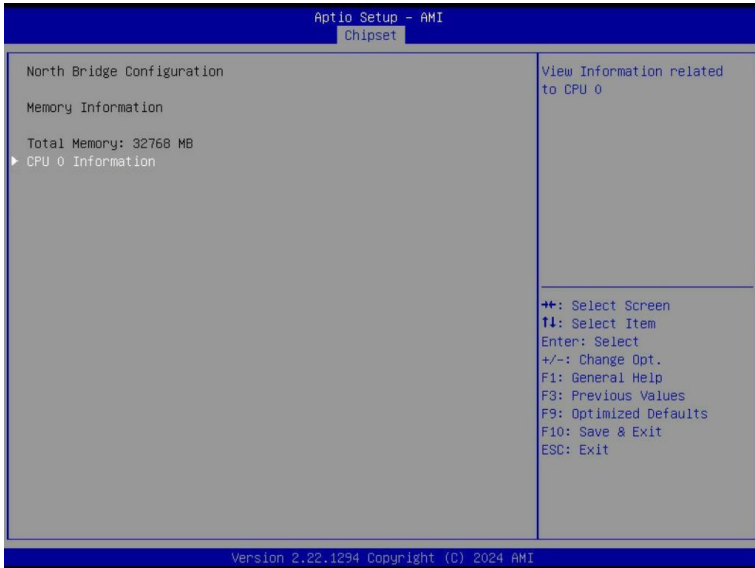 Aptio Setup – AMI
Chipset
North Bridge Configuration
Memory Information
Total Memory: 32768 MB
▶ CPU 0 Information
View Information related
to CPU 0
→←: Select Screen
↑↓: Select Item
Enter: Select
+/-: Change Opt.
F1: General Help
F3: Previous Values
F9: Optimized Defaults
F10: Save & Exit
ESC: Exit
Version 2.22.1294 Copyright (C) 2024 AMI